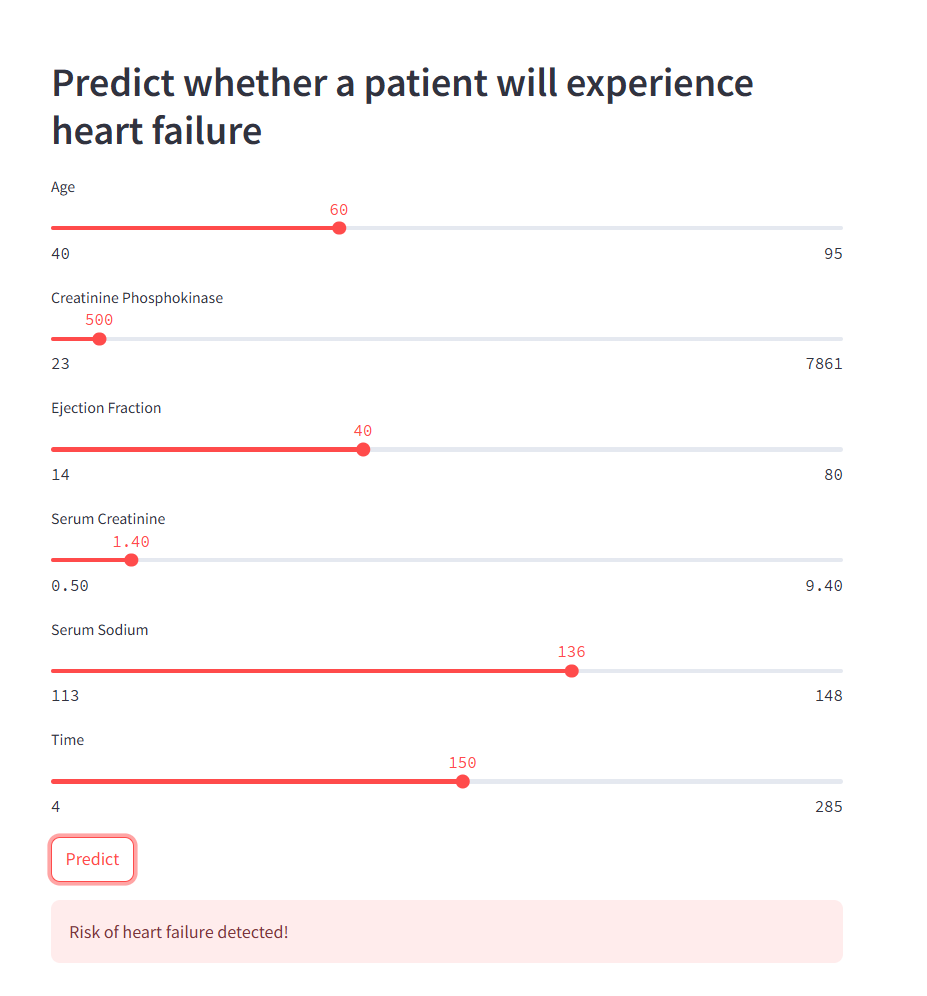 Predict whether a patient will experience
heart failure
Age
60
40 95
Creatinine Phosphokinase
500
23 7861
Ejection Fraction
40
14 80
Serum Creatinine
1.40
0.50 9.40
Serum Sodium
136
113 148
Time
150
4 285
Predict
Risk of heart failure detected!